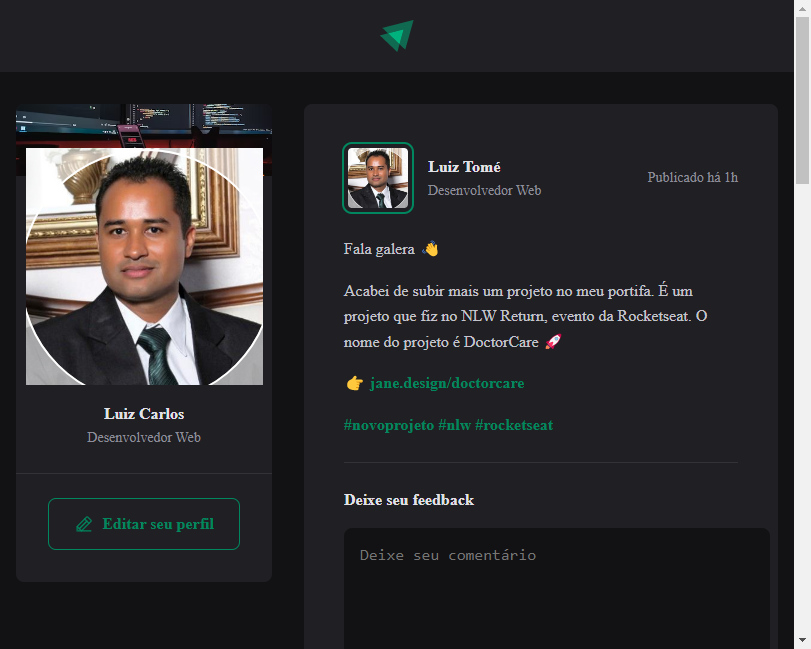 Luiz Carlos
Desenvolvedor Web
Editar seu perfil
Luiz Tomé
Desenvolvedor Web
Publicado há 1h
Fala galera 👋
Acabei de subir mais um projeto no meu portifa. É um
projeto que fiz no NLW Return, evento da Rocketseat. O
nome do projeto é DoctorCare 🚀
👉 jane.design/doctorcare
#novoprojeto #nlw #rocketseat
Deixe seu feedback
Deixe seu comentário